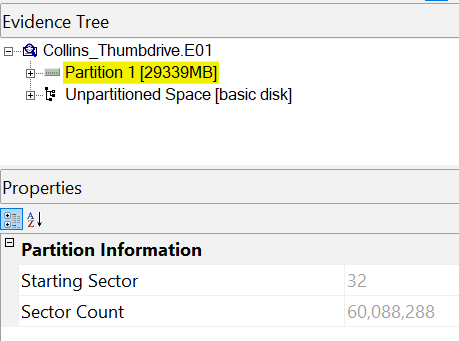 Evidence Tree
Collins_Thumbdrive.E01
Partition 1 [29339MB]
Unpartitioned Space [basic disk]
Properties
A
Z
Partition Information
Starting Sector 32
Sector Count 60,088,288